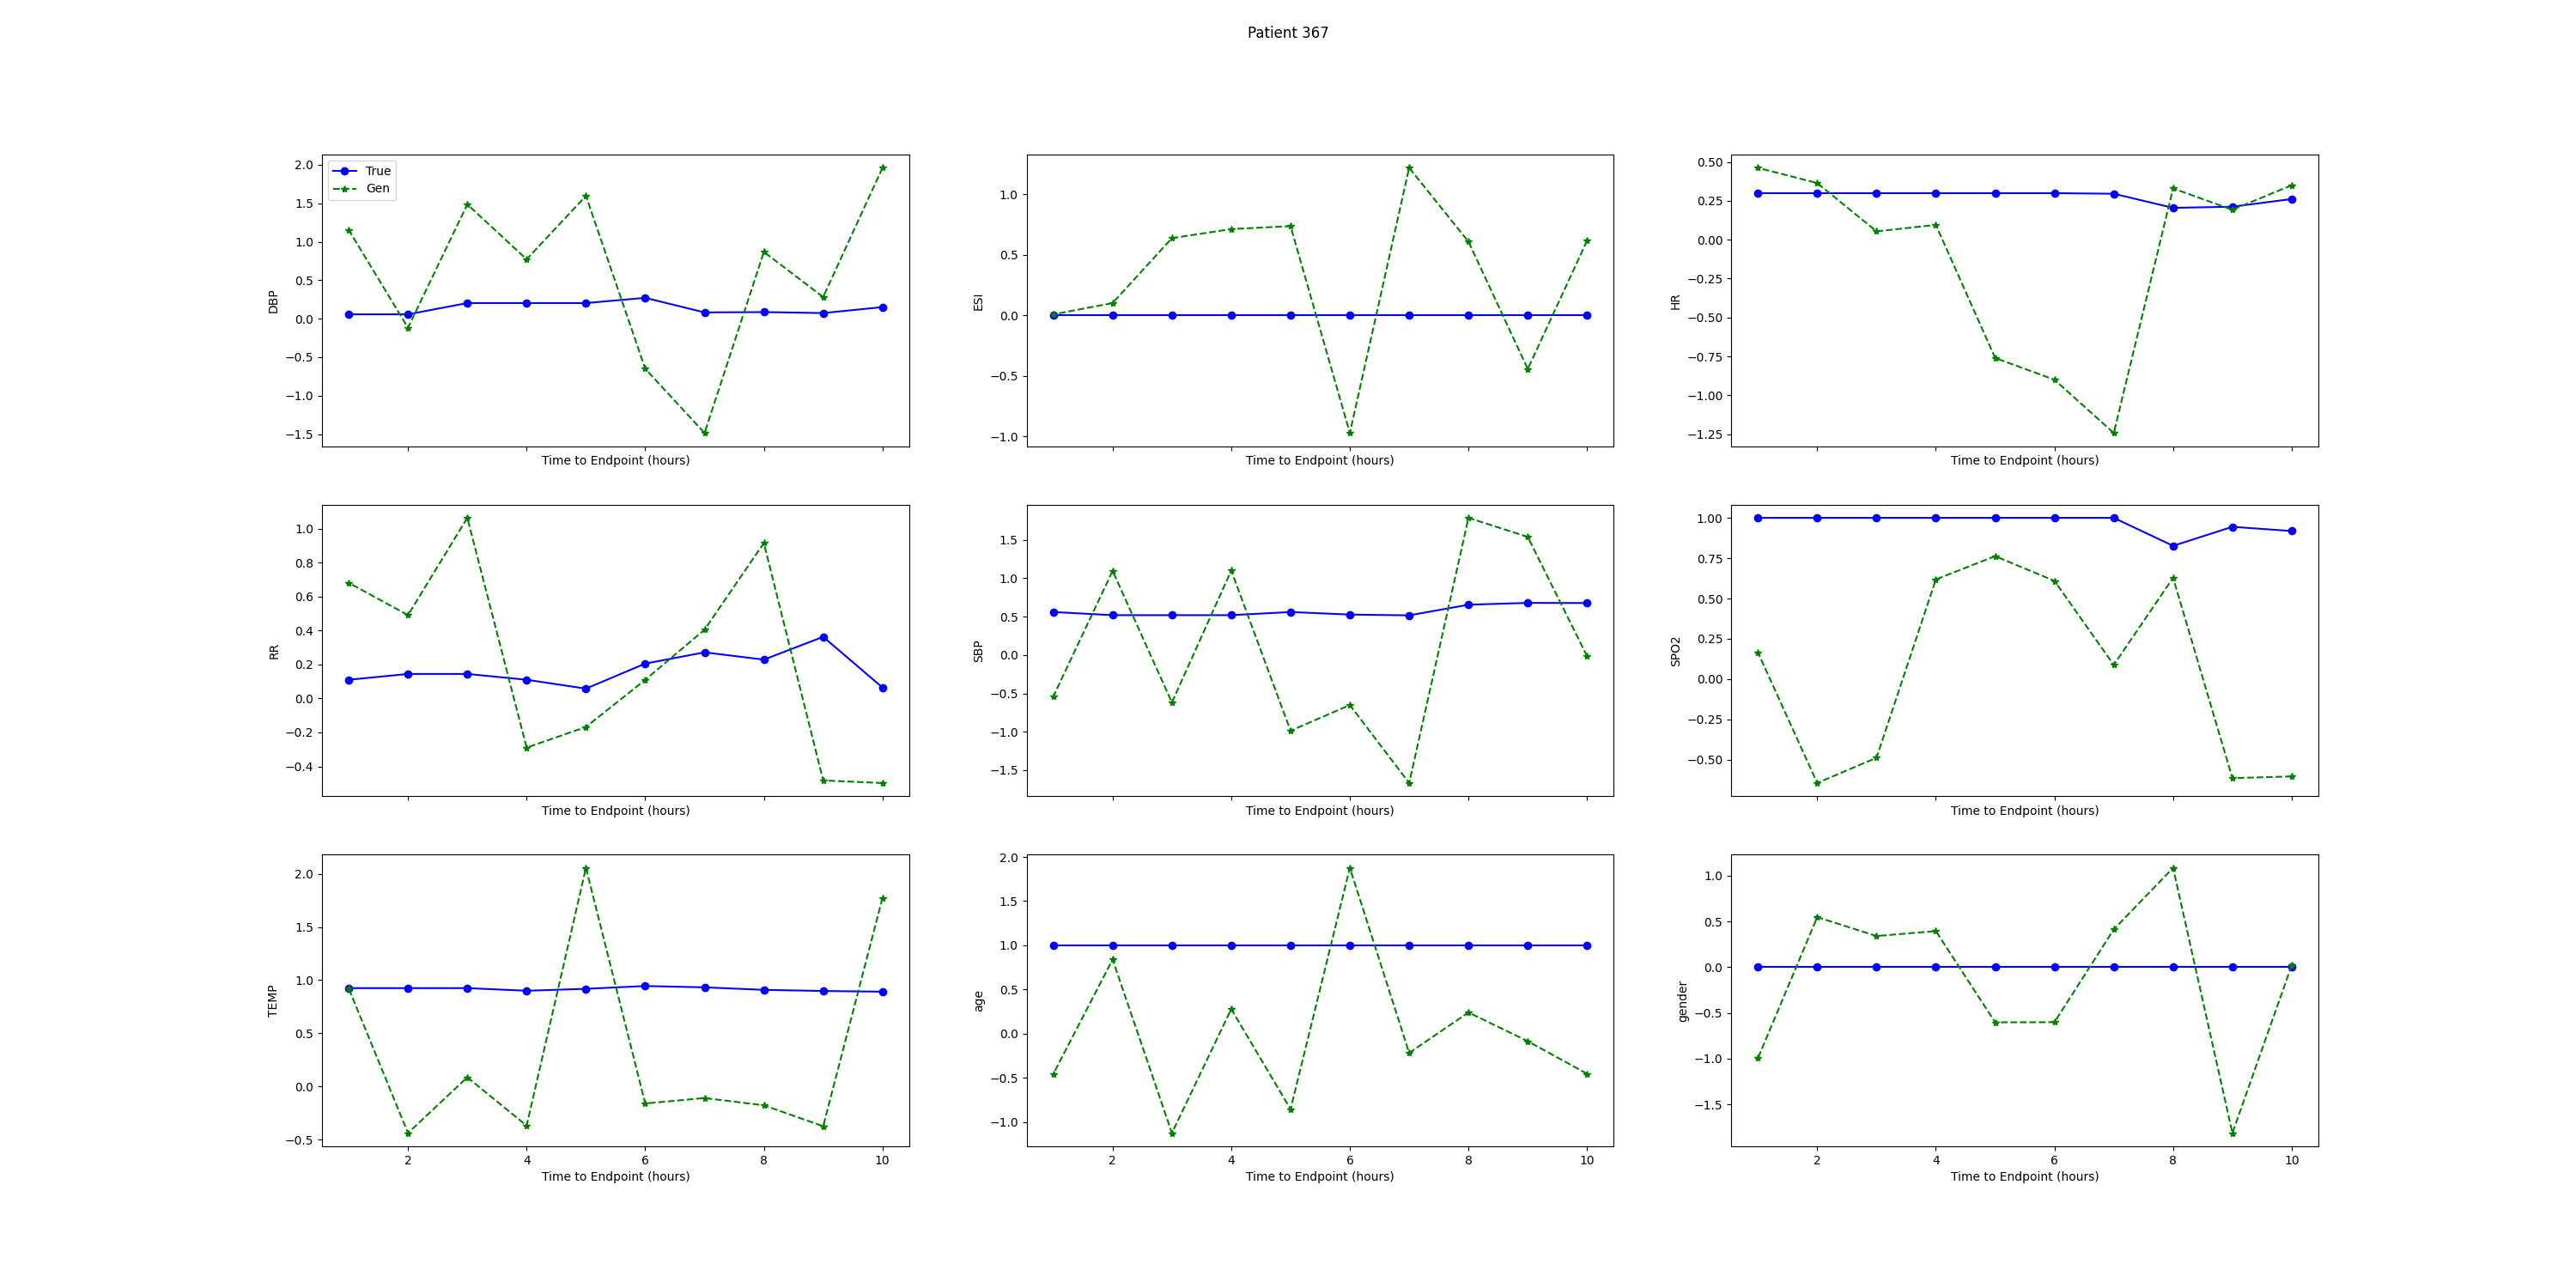 Patient 367
True
Gen
DBP
2.0
1.5
1.0
0.5
0.0
−0.5
−1.0
−1.5
Time to Endpoint (hours)
ESI
1.0
0.5
0.0
−0.5
−1.0
Time to Endpoint (hours)
HR
0.50
0.25
0.00
−0.25
−0.50
−0.75
−1.00
−1.25
Time to Endpoint (hours)
RR
1.0
0.8
0.6
0.4
0.2
0.0
−0.2
−0.4
Time to Endpoint (hours)
SBP
1.5
1.0
0.5
0.0
−0.5
−1.0
−1.5
Time to Endpoint (hours)
SPO2
1.00
0.75
0.50
0.25
0.00
−0.25
−0.50
Time to Endpoint (hours)
TEMP
2.0
1.5
1.0
0.5
0.0
−0.5
2 4 6 8 10
Time to Endpoint (hours)
age
2.0
1.5
1.0
0.5
0.0
−0.5
−1.0
2 4 6 8 10
Time to Endpoint (hours)
gender
1.0
0.5
0.0
−0.5
−1.0
−1.5
2 4 6 8 10
Time to Endpoint (hours)